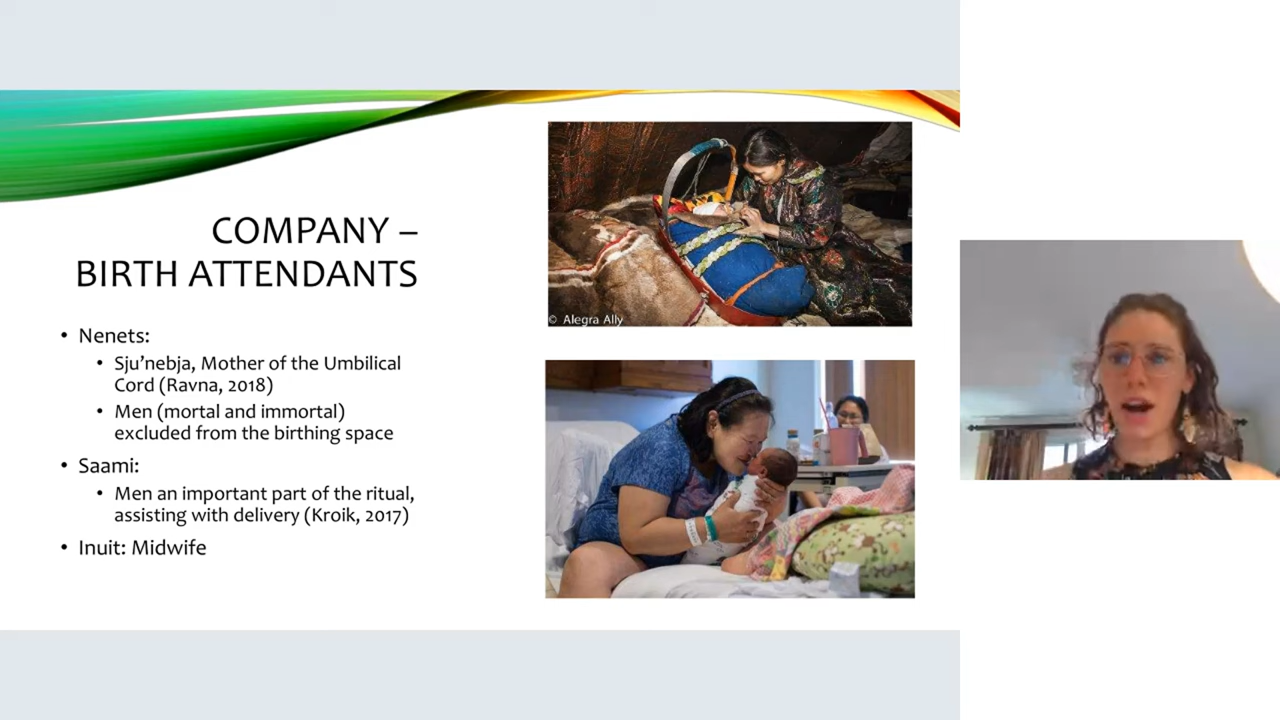 COMPANY –
BIRTH ATTENDANTS
• Nenets:
• Sju'nebja, Mother of the Umbilical
Cord (Ravna, 2018)
• Men (mortal and immortal)
excluded from the birthing space
• Saami:
• Men an important part of the ritual,
assisting with delivery (Kroik, 2017)
• Inuit: Midwife
© Alegra Ally